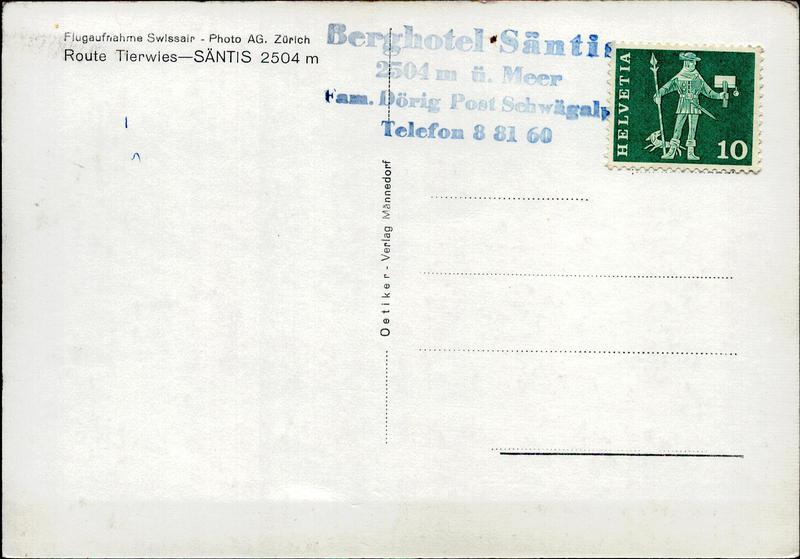 Flugaufnahme Swissair - Photo AG. Zürich
Route Tierwies—SÄNTIS 2504 m
Berghotel Säntis
2504 m ü. Meer
Fam. Dörig Post Schwägalp
Telefon 8 81 60
HELVETIA
10
Oetiker - Verlag Männedorf